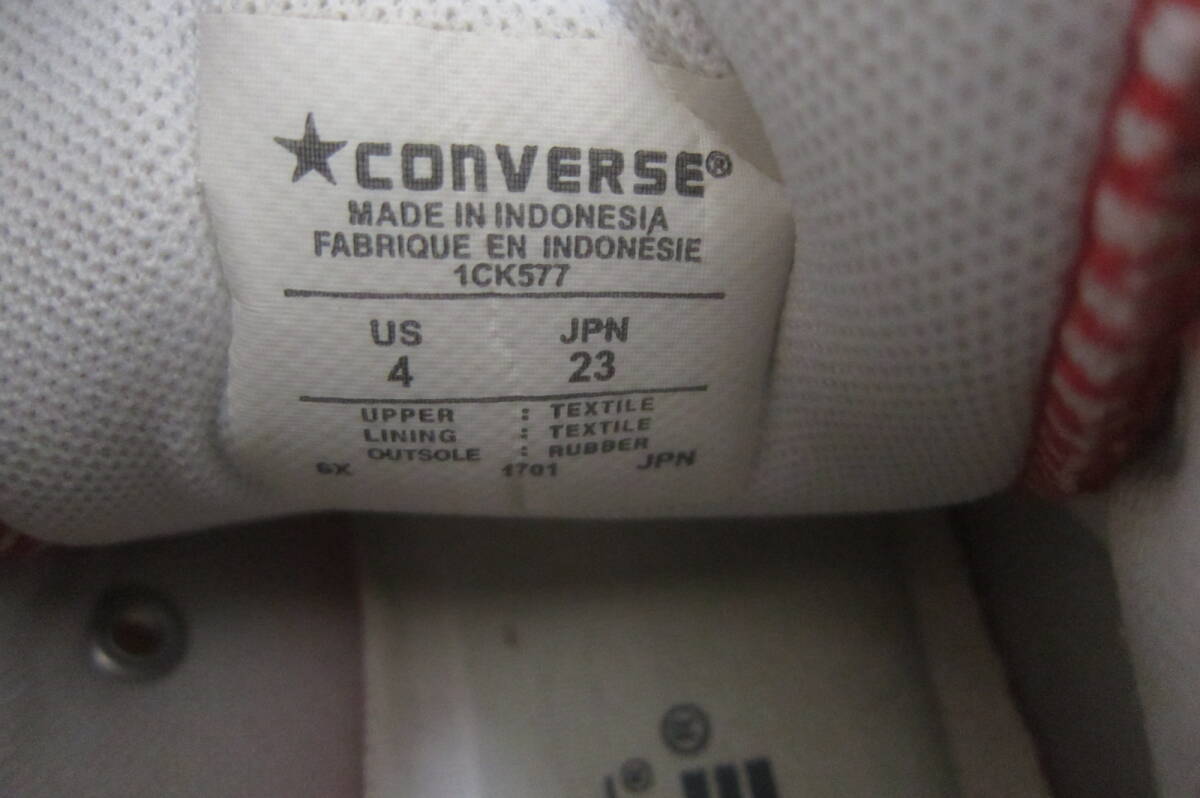 ★CONVERSE®
MADE IN INDONESIA
FABRIQUE EN INDONÉSIE
1CK577
US JPN
4 23
UPPER : TEXTILE
LINING : TEXTILE
OUTSOLE : RUBBER
6X 1701 JPN
®
®